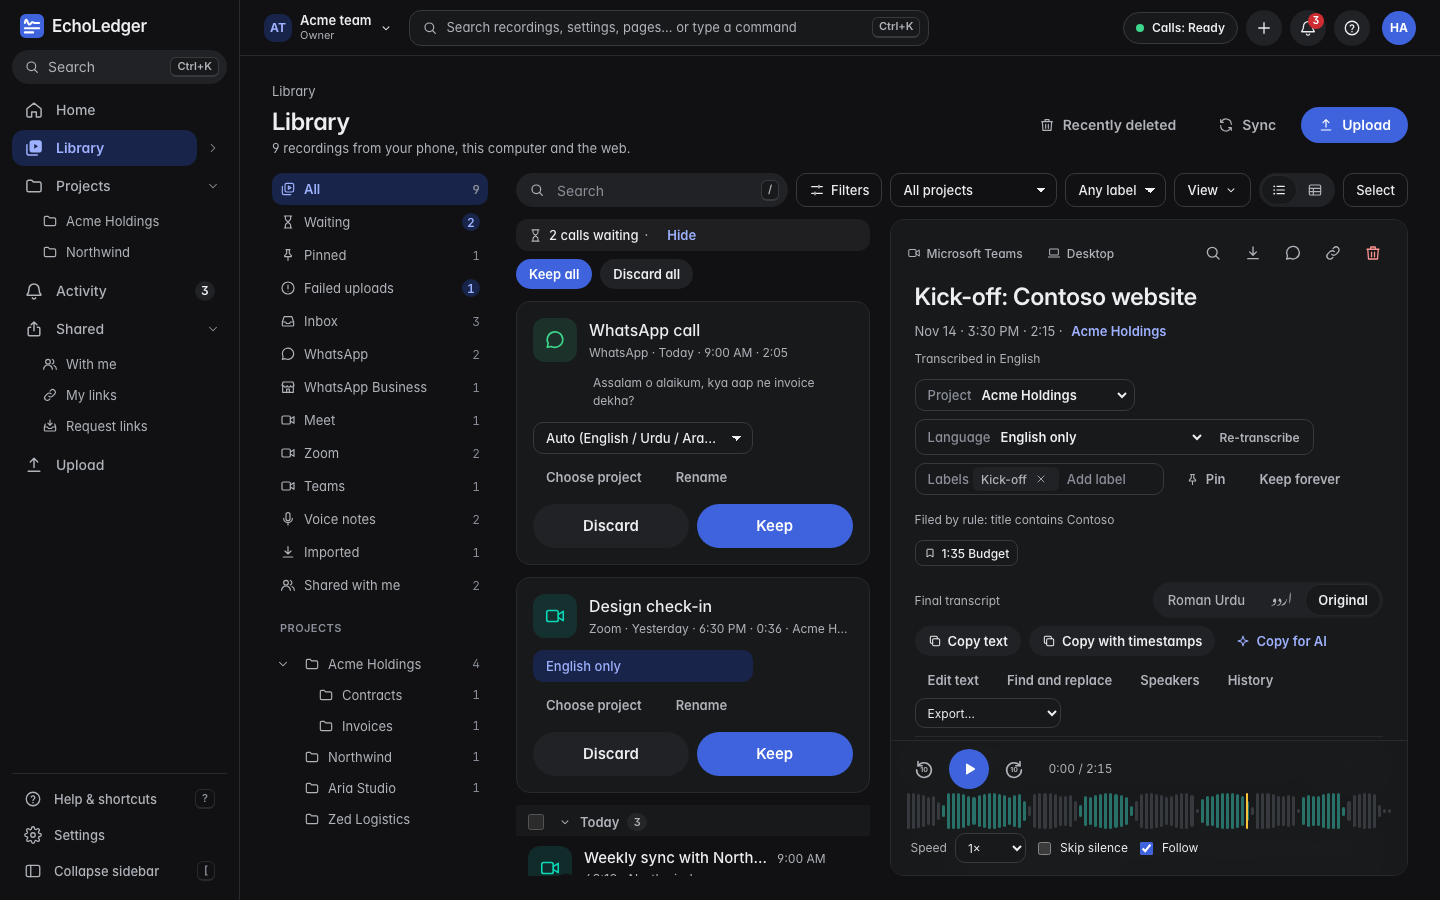 EchoLedger
Search Ctrl+K
Home
Library
Projects
Acme Holdings
Northwind
Activity 3
Shared
With me
My links
Request links
Upload
Help & shortcuts ?
Settings
Collapse sidebar [
AT Acme team
Owner
Search recordings, settings, pages... or type a command Ctrl+K
Calls: Ready
3
HA
Library
Library
9 recordings from your phone, this computer and the web.
Recently deleted Sync Upload
All 9
Waiting 2
Pinned 1
Failed uploads 1
Inbox 3
WhatsApp 2
WhatsApp Business 1
Meet 1
Zoom 2
Teams 1
Voice notes 2
Imported 1
Shared with me 2
PROJECTS
Acme Holdings 4
Contracts 1
Invoices 1
Northwind 1
Aria Studio 1
Zed Logistics
Search / Filters All projects Any label View Select
2 calls waiting · Hide
Keep all Discard all
WhatsApp call
WhatsApp · Today · 9:00 AM · 2:05
Assalam o alaikum, kya aap ne invoice
dekha?
Auto (English / Urdu / Ara...
Choose project Rename
Discard Keep
Design check-in
Zoom · Yesterday · 6:30 PM · 0:36 · Acme H...
English only
Choose project Rename
Discard Keep
Today 3
Weekly sync with North... 9:00 AM
Microsoft Teams Desktop
Kick-off: Contoso website
Nov 14 · 3:30 PM · 2:15 · Acme Holdings
Transcribed in English
Project Acme Holdings
Language English only Re-transcribe
Labels Kick-off × Add label Pin Keep forever
Filed by rule: title contains Contoso
1:35 Budget
Final transcript Roman Urdu اردو Original
Copy text Copy with timestamps Copy for AI
Edit text Find and replace Speakers History
Export...
10 10 0:00 / 2:15
Speed 1× Skip silence Follow